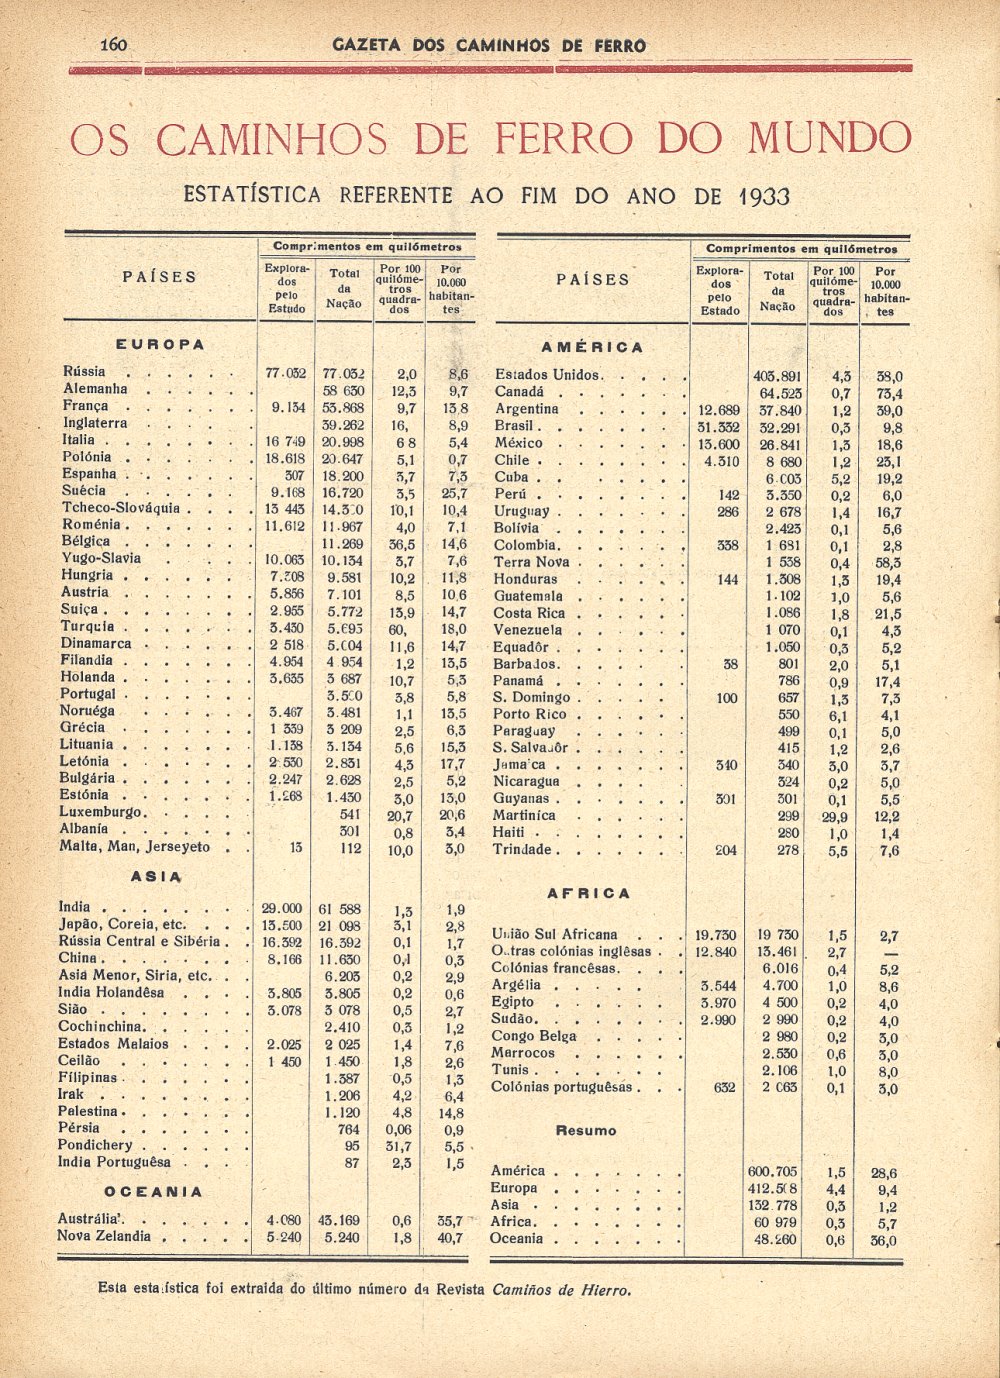 160
GAZETA DOS CAMINHOS DE FERRO
OS CAMINHOS DE FERRO DO MUNDO
ESTATÍSTICA REFERENTE AO FIM DO ANO DE 1933
PAÍSES
Comprimentos em quilómetros
Explorados pelo Estado
Total da Nação
Por 100 quilómetros quadrados
Por 10.000 habitantes
EUROPA
Rússia . . . . . . 77.032 77.032 2,0 8,6
Alemanha . . . . . . 58 630 12,3 9,7
França . . . . . . 9.134 53.868 9,7 13 8
Inglaterra . . . . . 39.262 16, 8,9
Italia . . . . . . . 16 749 20.998 6 8 5,4
Polónia . . . . . . 18.618 20.647 5,1 0,7
Espanha . . . . . . 307 18.200 3,7 7,3
Suécia . . . . . . 9.168 16.720 3,5 25,7
Tcheco-Slováquia . . . . 13 443 10,1 10,4
Roménia . . . . . . . 11.612 11.967 4,0 7,1
Bélgica . . . . . . 11.269 36,5 14,6
Yugo-Slavia . . . . 10.063 10.134 3,7 7,6
Hungria . . . . . . 7.308 9.581 10,2 11,8
Austria . . . . . . 5.856 7.101 8,5 10,6
Suiça . . . . . . . 2.955 5.772 13,9 14,7
Turquia . . . . . . 3.430 5.693 60, 18,0
Dinamarca . . . . . . 2 518 5.004 11,6 14,7
Filandia . . . . . . 4.954 4 954 1,2 13,5
Holanda . . . . . . 3.635 3 687 10,7 5,3
Portugal . . . . . . 3,8 5,8
Noruéga . . . . . . 3.467 3.481 1,1 13,5
Grécia . . . . . . 1 339 3 209 2,5 6,3
Lituania . . . . . . 1.138 3.134 5,6 15,3
Letónia . . . . . . 2 530 2.831 4,3 17,7
Bulgária . . . . . . 2.247 2.628 2,5 5,2
Estónia . . . . . . 1.268 1.430 3,0 13,0
Luxemburgo. . . . . 541 20,7 20,6
Albania . . . . . . 301 0,8 3,4
Malta, Man, Jerseyeto . . 13 112 10,0 3,0
ASIA
India . . . . . . . 29.000 61 588 1,3 1,9
Japão, Coreia, etc. . . . 13.500 21 098 3,1 2,8
Rússia Central e Sibéria . . 16.392 16.392 0,1 1,7
China . . . . . . . 8.166 11.630 0,1 0,3
Asia Menor, Siria, etc. . . 6.203 0,2 2,9
India Holandêsa . . . . 3.805 3.805 0,2 0,6
Sião . . . . . . . . 3.078 3 078 0,5 2,7
Cochinchina. . . . . . 2.410 0,3 1,2
Estados Malaios . . . . 2.025 2 025 1,4 7,6
Ceilão . . . . . . 1 450 1.450 1,8 2,6
Filipinas . . . . . . 1.387 0,5 1,3
Irak . . . . . . . 1.206 4,2 6,4
Palestina . . . . . . 1.120 4,8 14,8
Pérsia . . . . . . 764 0,06 0,9
Pondichery . . . . . 95 31,7 5,5
India Portuguêsa . . . 87 2,3 1,5
OCEANIA
Austrália . . . . . . 4.080 43.169 0,6 35,7
Nova Zelandia . . . . . 5.240 5.240 1,8 40,7
PAÍSES
Comprimentos em quilómetros
Explorados pelo Estado
Total da Nação
Por 100 quilómetros quadrados
Por 10.000 habitantes
AMÉRICA
Estados Unidos. . . . . 403.891 4,3 38,0
Canadá . . . . . . 64.523 0,7 73,4
Argentina . . . . . 12.689 37.840 1,2 39,0
Brasil . . . . . . . 31.332 32.291 0,3 9,8
México . . . . . . 13.600 26.841 1,3 18,6
Chile . . . . . . . 4.310 8 680 1,2 23,1
Cuba . . . . . . . 6.003 5,2 19,2
Perú . . . . . . . 142 3.350 0,2 6,0
Uruguay . . . . . . 286 2 678 1,4 16,7
Bolívia . . . . . . 2.423 0,1 5,6
Colombia. . . . . . . 338 1 681 0,1 2,8
Terra Nova . . . . . 1 538 0,4 58,3
Honduras . . . . . 144 1.308 1,3 19,4
Guatemala . . . . . 1.102 1,0 5,6
Costa Rica . . . . . 1.086 1,8 21,5
Venezuela . . . . . 1 070 0,1 4,3
Equadôr . . . . . . 1.050 0,3 5,2
Barbados. . . . . . 38 801 2,0 5,1
Panamá . . . . . . 786 0,9 17,4
S. Domingo . . . . . 100 657 1,3 7,3
Porto Rico . . . . . 550 6,1 4,1
Paraguay . . . . . 499 0,1 5,0
S. Salvadôr . . . . . 415 1,2 2,6
Jamaica . . . . . . 340 340 3,0 3,7
Nicaragua . . . . 324 0,2 5,0
Guyanas . . . . . . 301 301 0,1 5,5
Martinica . . . . . 299 29,9 12,2
Haiti . . . . . . . 280 1,0 1,4
Trindade . . . . . . 204 278 5,5 7,6
AFRICA
União Sul Africana . . . 19.730 19 730 1,5 2,7
Outras colónias inglêsas . . 12.840 13.461 2,7 —
Colónias francêsas. . . . 6.016 0,4 5,2
Argélia . . . . . 3.544 4.700 1,0 8,6
Egipto . . . . . 3.970 4 500 0,2 4,0
Sudão. . . . . . . 2.990 2 990 0,2 4,0
Congo Belga . . . . 2 980 0,2 3,0
Marrocos . . . . . 2.530 0,6 3,0
Tunis . . . . . . 2.106 1,0 8,0
Colónias portuguêsas . . . 632 2 063 0,1 3,0
Resumo
América . . . . . . 600.705 1,5 28,6
Europa . . . . . . 4,4 9,4
Asia . . . . . . . 132.778 0,3 1,2
Africa. . . . . . . 60 979 0,3 5,7
Oceania . . . . . . 48.260 0,6 36,0
Esta estatística foi extraida do último número da Revista Camiños de Hierro.